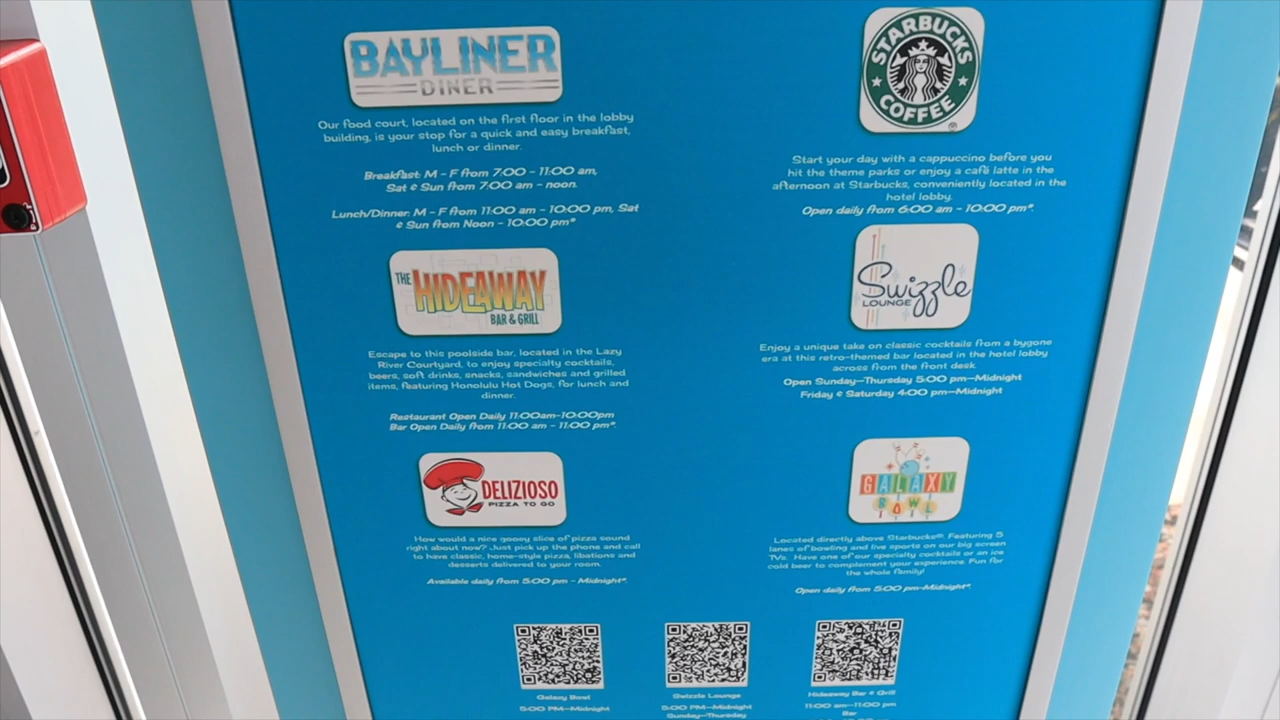 BAYLINER
DINER
Our food court, located on the first floor in the lobby
building, is your stop for a quick and easy breakfast,
lunch or dinner.
Breakfast: M - F from 7:00 - 11:00 am,
Sat & Sun from 7:00 am - noon.
Lunch/Dinner: M - F from 11:00 am - 10:00 pm, Sat
& Sun from Noon - 10:00 pm*
THE
HIDEAWAY
BAR & GRILL
Escape to this poolside bar, located in the Lazy
River Courtyard, to enjoy specialty cocktails,
beers, soft drinks, snacks, sandwiches and grilled
items, featuring Honolulu Hot Dogs, for lunch and
dinner.
Restaurant Open Daily 11:00am-10:00pm
Bar Open Daily from 11:00 am - 11:00 pm*.
DELIZIOSO
PIZZA TO GO
How would a nice gooey slice of pizza sound
right about now? Just pick up the phone and call
to have classic, home-style pizza, libations and
desserts delivered to your room.
Available daily from 5:00 pm - Midnight*.
STARBUCKS
COFFEE
Start your day with a cappuccino before you
hit the theme parks or enjoy a café latte in the
afternoon at Starbucks, conveniently located in the
hotel lobby.
Open daily from 6:00 am - 10:00 pm*.
Swizzle
LOUNGE
Enjoy a unique take on classic cocktails from a bygone
era at this retro-themed bar located in the hotel lobby
across from the front desk.
Open Sunday—Thursday 5:00 pm—Midnight
Friday & Saturday 4:00 pm—Midnight
GALAXY
BOWL
Located directly above Starbucks®. Featuring 5
lanes of bowling and live sports on our big screen
TVs. Have one of our specialty cocktails or an ice
cold beer to complement your experience. Fun for
the whole family!
Open daily from 5:00 pm-Midnight*.
Galaxy Bowl
5:00 PM-Midnight
Swizzle Lounge
5:00 PM-Midnight
Sunday-Thursday
Hideaway Bar & Grill
11:00 am-11:00 pm
Bar